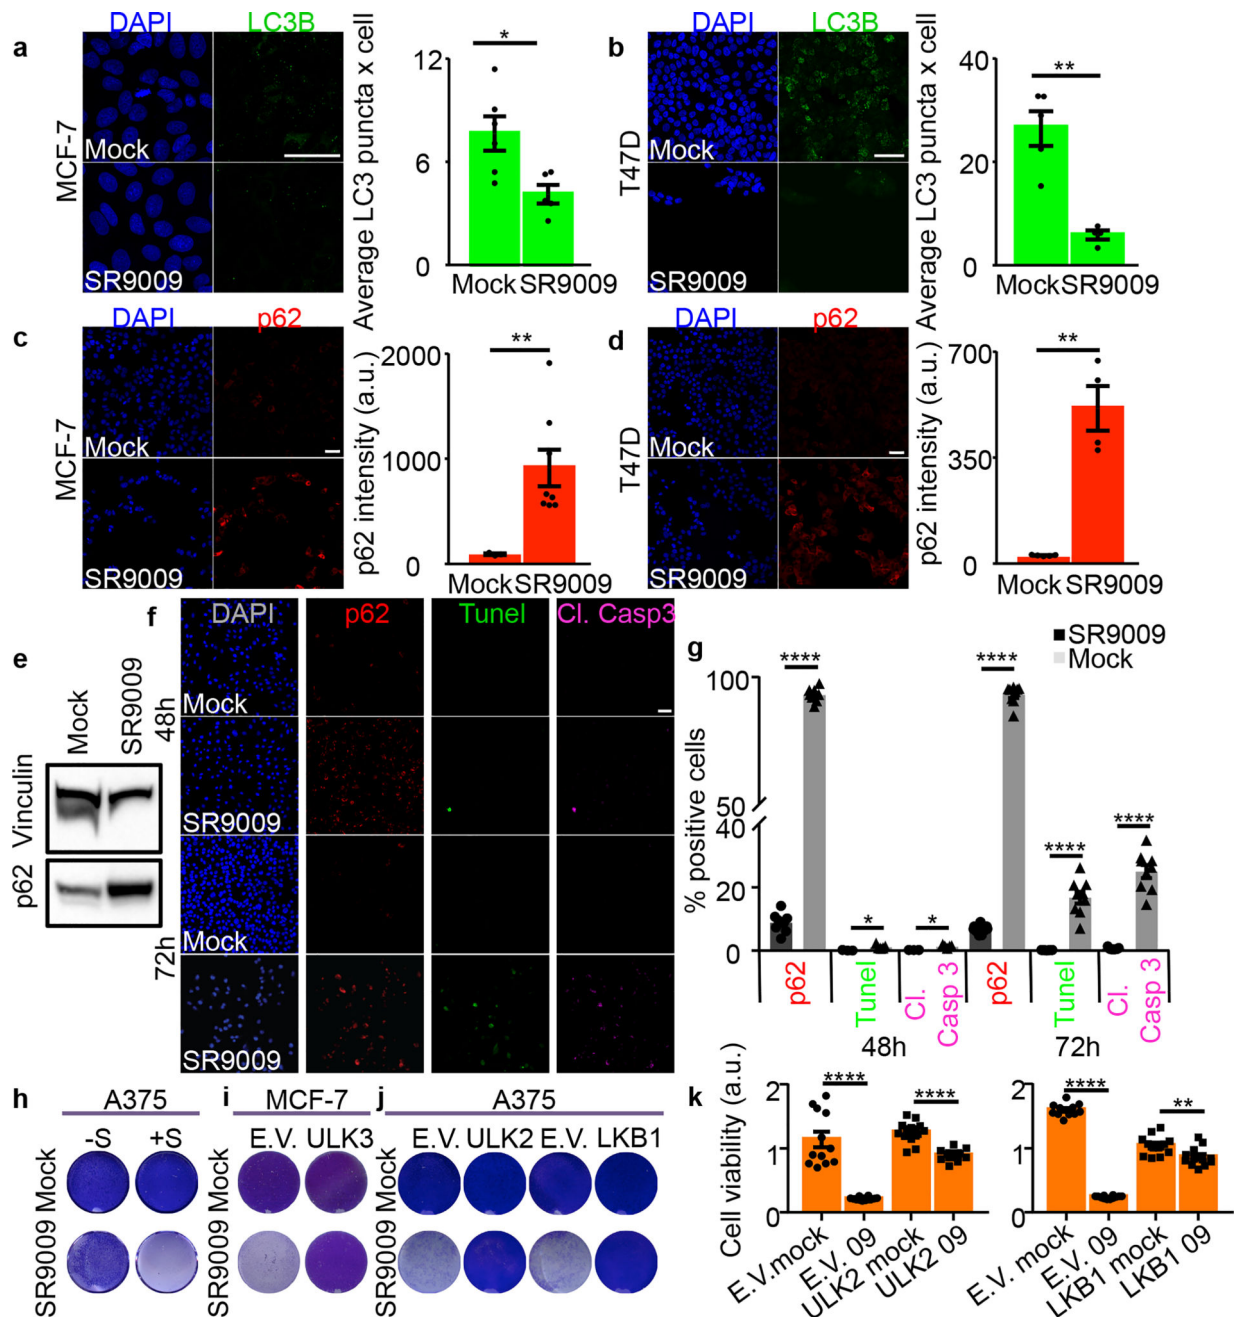 a
DAPI
LC3B
MCF-7
Mock
SR9009
Average LC3 puncta x cell
12
6
0
*
Mock SR9009
b
DAPI
LC3B
T47D
Mock
SR9009
Average LC3 puncta x cell
40
20
0
**
Mock SR9009
c
DAPI
p62
MCF-7
Mock
SR9009
p62 intensity (a.u.)
2000
1000
0
**
Mock SR9009
d
DAPI
p62
T47D
Mock
SR9009
p62 intensity (a.u.)
700
350
0
**
Mock SR9009
e
Mock
SR9009
Vinculin
p62
f
DAPI
p62
Tunel
Cl. Casp3
48h
Mock
SR9009
72h
Mock
SR9009
g
SR9009
Mock
% positive cells
100
50
40
20
0
****
*
*
****
****
****
p62
Tunel
Cl.
Casp 3
p62
Tunel
Cl.
Casp 3
48h
72h
h
A375
-S
+S
Mock
SR9009
i
MCF-7
E.V.
ULK3
Mock
SR9009
j
A375
E.V.
ULK2
E.V.
LKB1
k
Cell viability (a.u.)
2
1
0
****
****
E.V.mock
E.V. 09
ULK2 mock
ULK2 09
2
1
0
****
**
E.V. mock
E.V. 09
LKB1 mock
LKB1 09